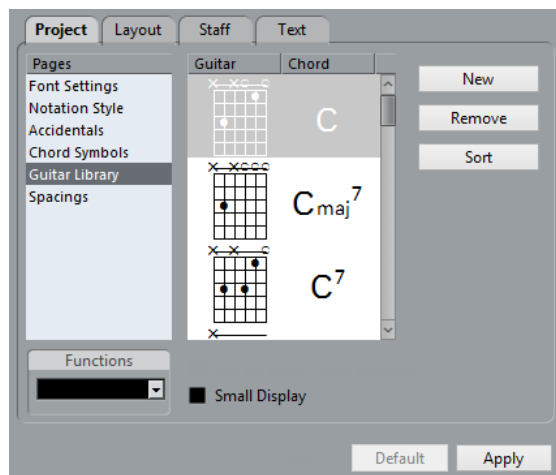 Project Layout Staff Text
Pages
Font Settings
Notation Style
Accidentals
Chord Symbols
Guitar Library
Spacings
Functions
Guitar Chord
C
Cmaj7
C7
Small Display
New
Remove
Sort
Default Apply